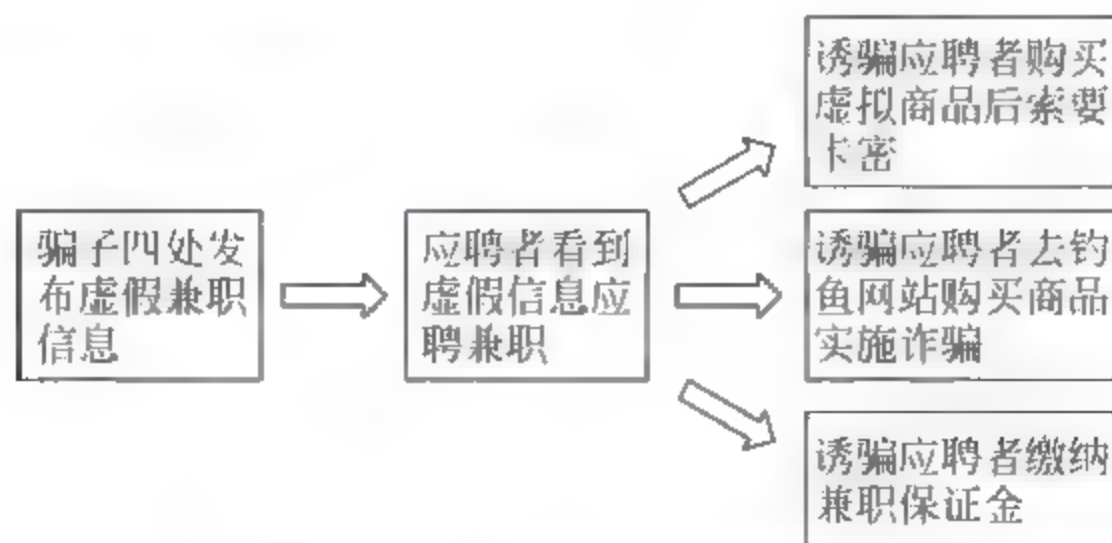 骗子四处发
布虚假兼职
信息
应聘者看到
虚假信息应
聘兼职
诱骗应聘者购买
虚拟商品后索要
卡密
诱骗应聘者去钓
鱼网站购买商品
实施诈骗
诱骗应聘者缴纳
兼职保证金